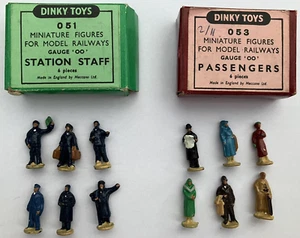 DINKY TOYS
051
MINIATURE FIGURES
FOR MODEL RAILWAYS
GAUGE 'OO'
STATION STAFF
6 pieces
Made in England by Meccano Ltd.
DINKY TOYS
2/11 053
MINIATURE FIGURES
FOR MODEL RAILWAYS
GAUGE 'OO'
PASSENGERS
6 pieces
Made in England by Meccano Ltd.